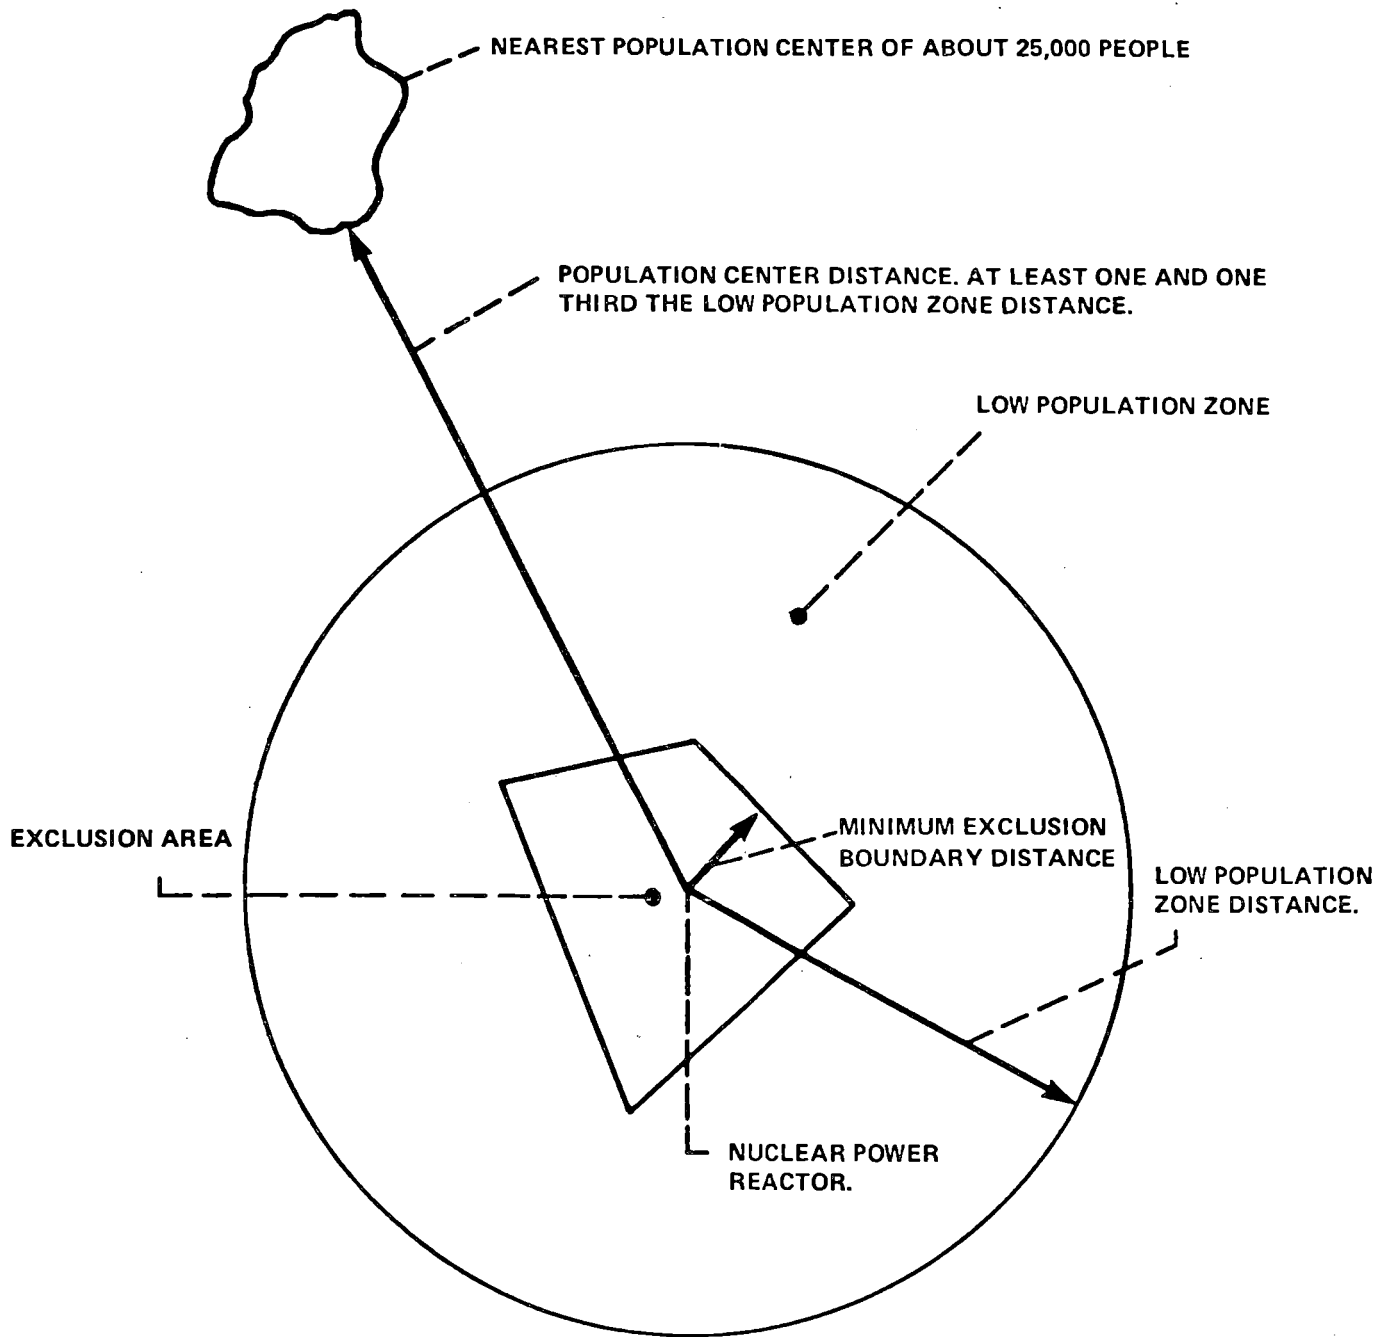 NEAREST POPULATION CENTER OF ABOUT 25,000 PEOPLE
POPULATION CENTER DISTANCE. AT LEAST ONE AND ONE
THIRD THE LOW POPULATION ZONE DISTANCE.
LOW POPULATION ZONE
EXCLUSION AREA
MINIMUM EXCLUSION
BOUNDARY DISTANCE
LOW POPULATION
ZONE DISTANCE.
NUCLEAR POWER
REACTOR.